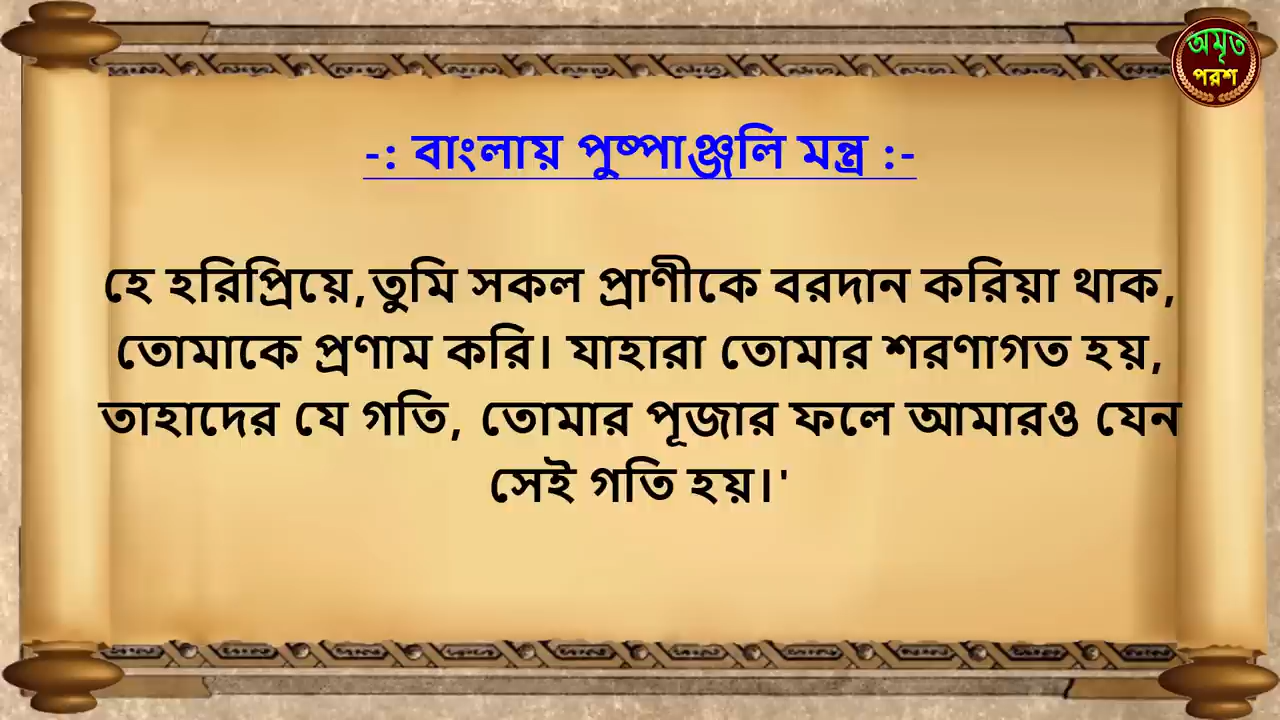 অমৃত
পরশ
-: বাংলায় পুষ্পাঞ্জলি মন্ত্র :-
হে হরিপ্রিয়ে,তুমি সকল প্রাণীকে বরদান করিয়া থাক,
তোমাকে প্রণাম করি। যাহারা তোমার শরণাগত হয়,
তাহাদের যে গতি, তোমার পূজার ফলে আমারও যেন
সেই গতি হয়।'